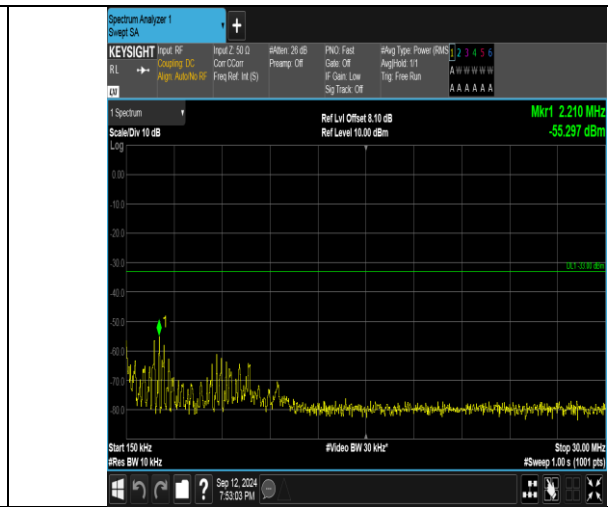 Spectrum Analyzer 1
Swept SA
+
KEYSIGHT Input: RF Input Z: 50 Ω #Atten: 26 dB PNO: Fast #Avg Type: Power (RMS 1 2 3 4 5 6
RL Coupling: DC Corr CCorr Preamp: Off Gate: Off Avg|Hold: 1/1 A W W W W W
Align: Auto/No RF Freq Ref: Int (S) IF Gain: Low Trig: Free Run
Sig Track: Off A A A A A A
1 Spectrum Ref Lvl Offset 8.10 dB Mkr1 2.210 MHz
Scale/Div 10 dB Ref Level 10.00 dBm -55.297 dBm
Log
0.00
-10.0
-20.0
-30.0
DL1 -33.00 dBm
-40.0
-50.0
1
-60.0
-70.0
-80.0
Start 150 kHz #Video BW 30 kHz* Stop 30.00 MHz
#Res BW 10 kHz #Sweep 1.00 s (1001 pts)
? Sep 12, 2024
7:53:03 PM